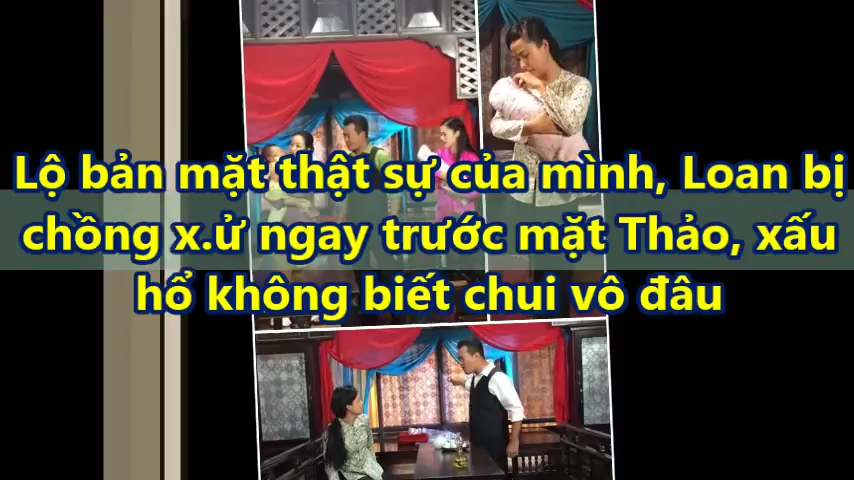 Lộ bản mặt thật sự của mình, Loan bị
chồng x.ử ngay trước mặt Thảo, xấu
hổ không biết chui vô đâu